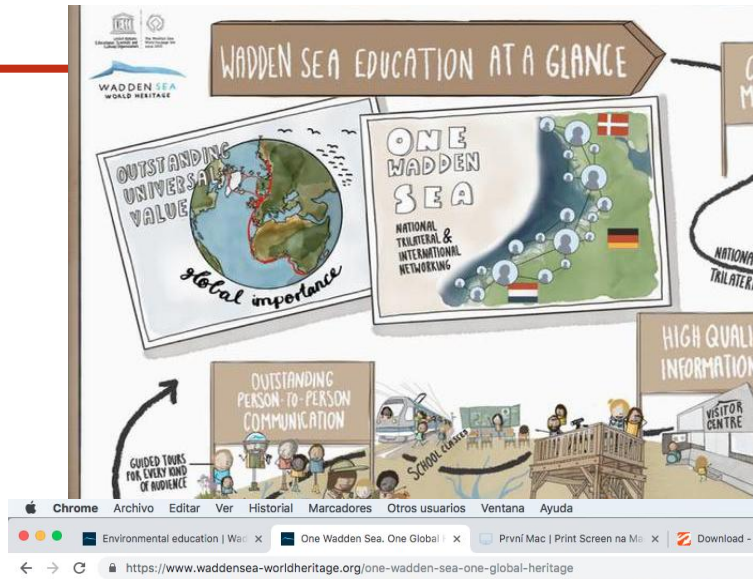 WADDEN SEA
WORLD HERITAGE
WADDEN SEA EDUCATION AT A GLANCE
OUTSTANDING
UNIVERSAL
VALUE
global importance
ONE
WADDEN
SEA
NATIONAL
TRILATERAL &
INTERNATIONAL
NETWORKING
HIGH QUALI
INFORMATION
OUTSTANDING
PERSON-TO-PERSON
COMMUNICATION
GUIDED TOURS
FOR EVERY KIND
OF AUDIENCE
SCHOOL CLASSES
VISITOR
CENTRE
Chrome Archivo Editar Ver Historial Marcadores Otros usuarios Ventana Ayuda
Environmental education | Wad
One Wadden Sea. One Global
První Mac | Print Screen na Ma
Download -
https://www.waddensea-worldheritage.org/one-wadden-sea-one-global-heritage